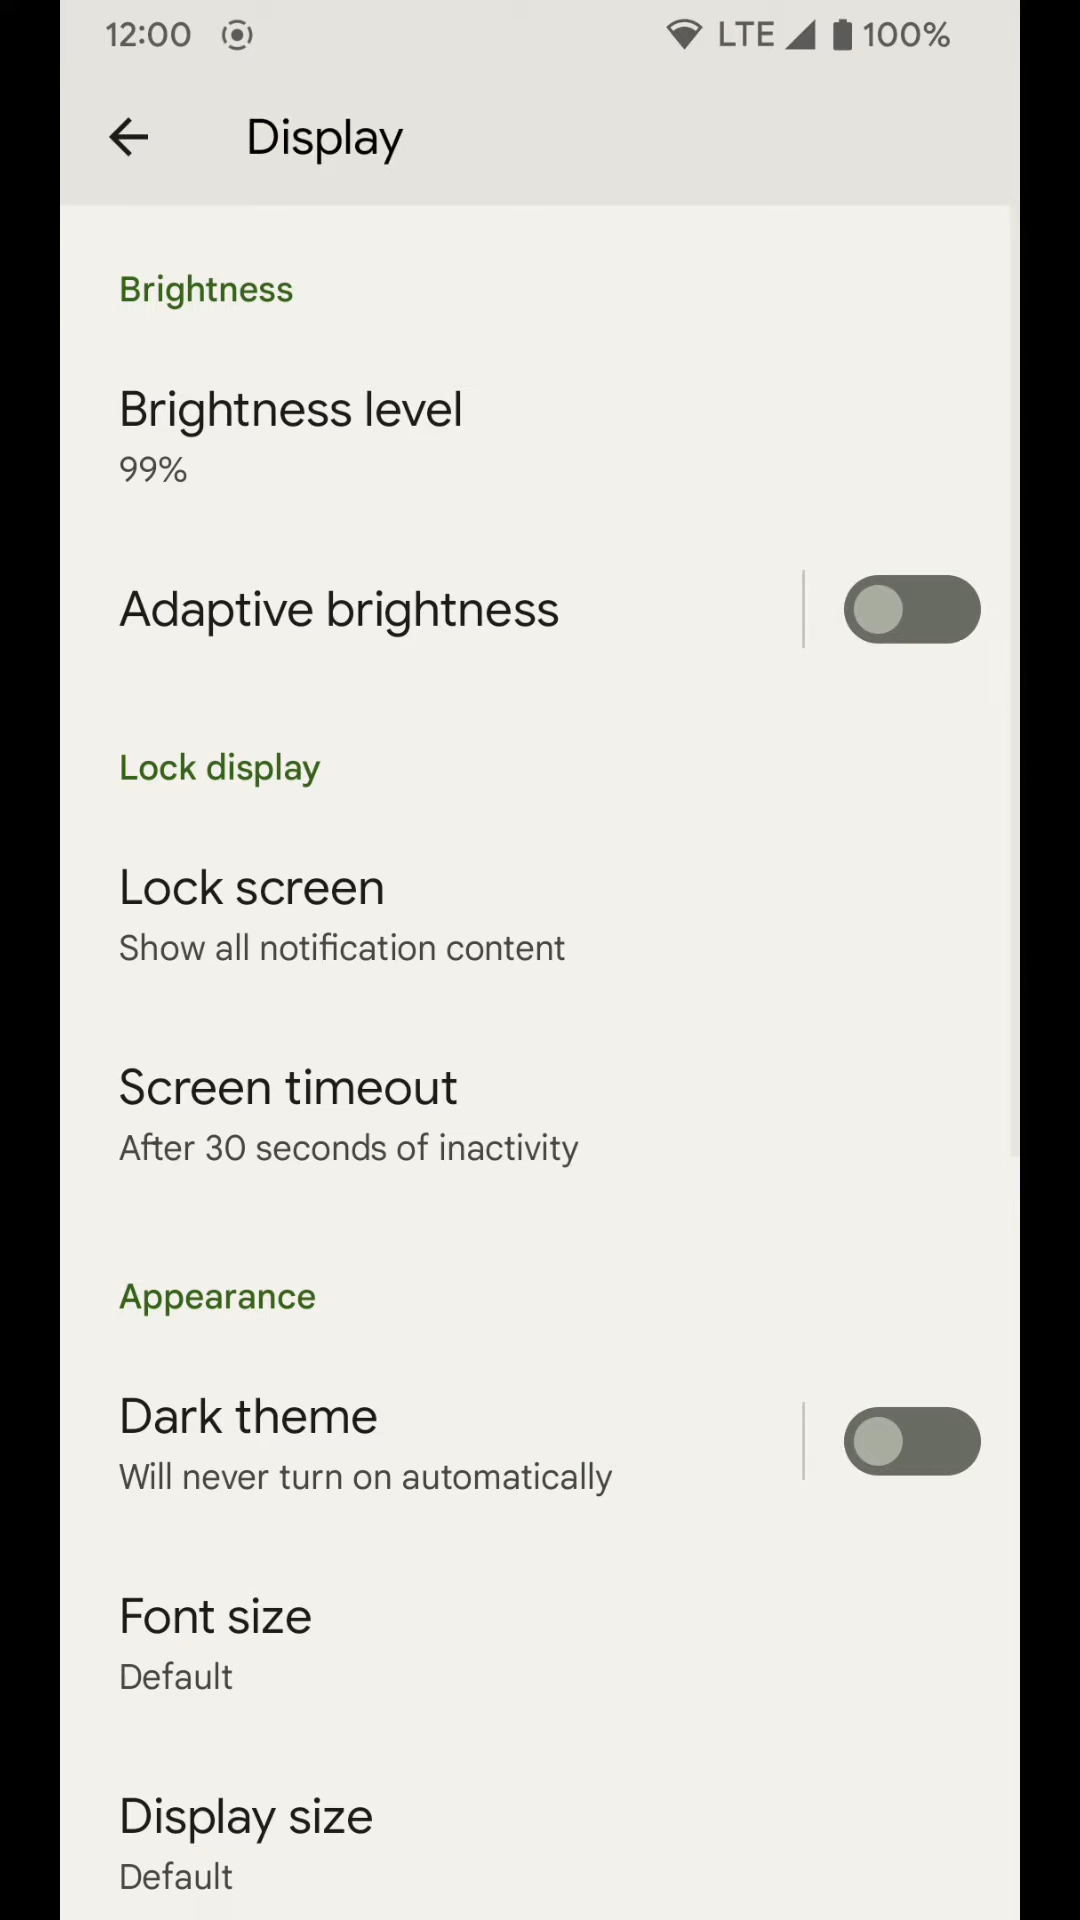 12:00 LTE 100%
Display
Brightness
Brightness level
99%
Adaptive brightness
Lock display
Lock screen
Show all notification content
Screen timeout
After 30 seconds of inactivity
Appearance
Dark theme
Will never turn on automatically
Font size
Default
Display size
Default